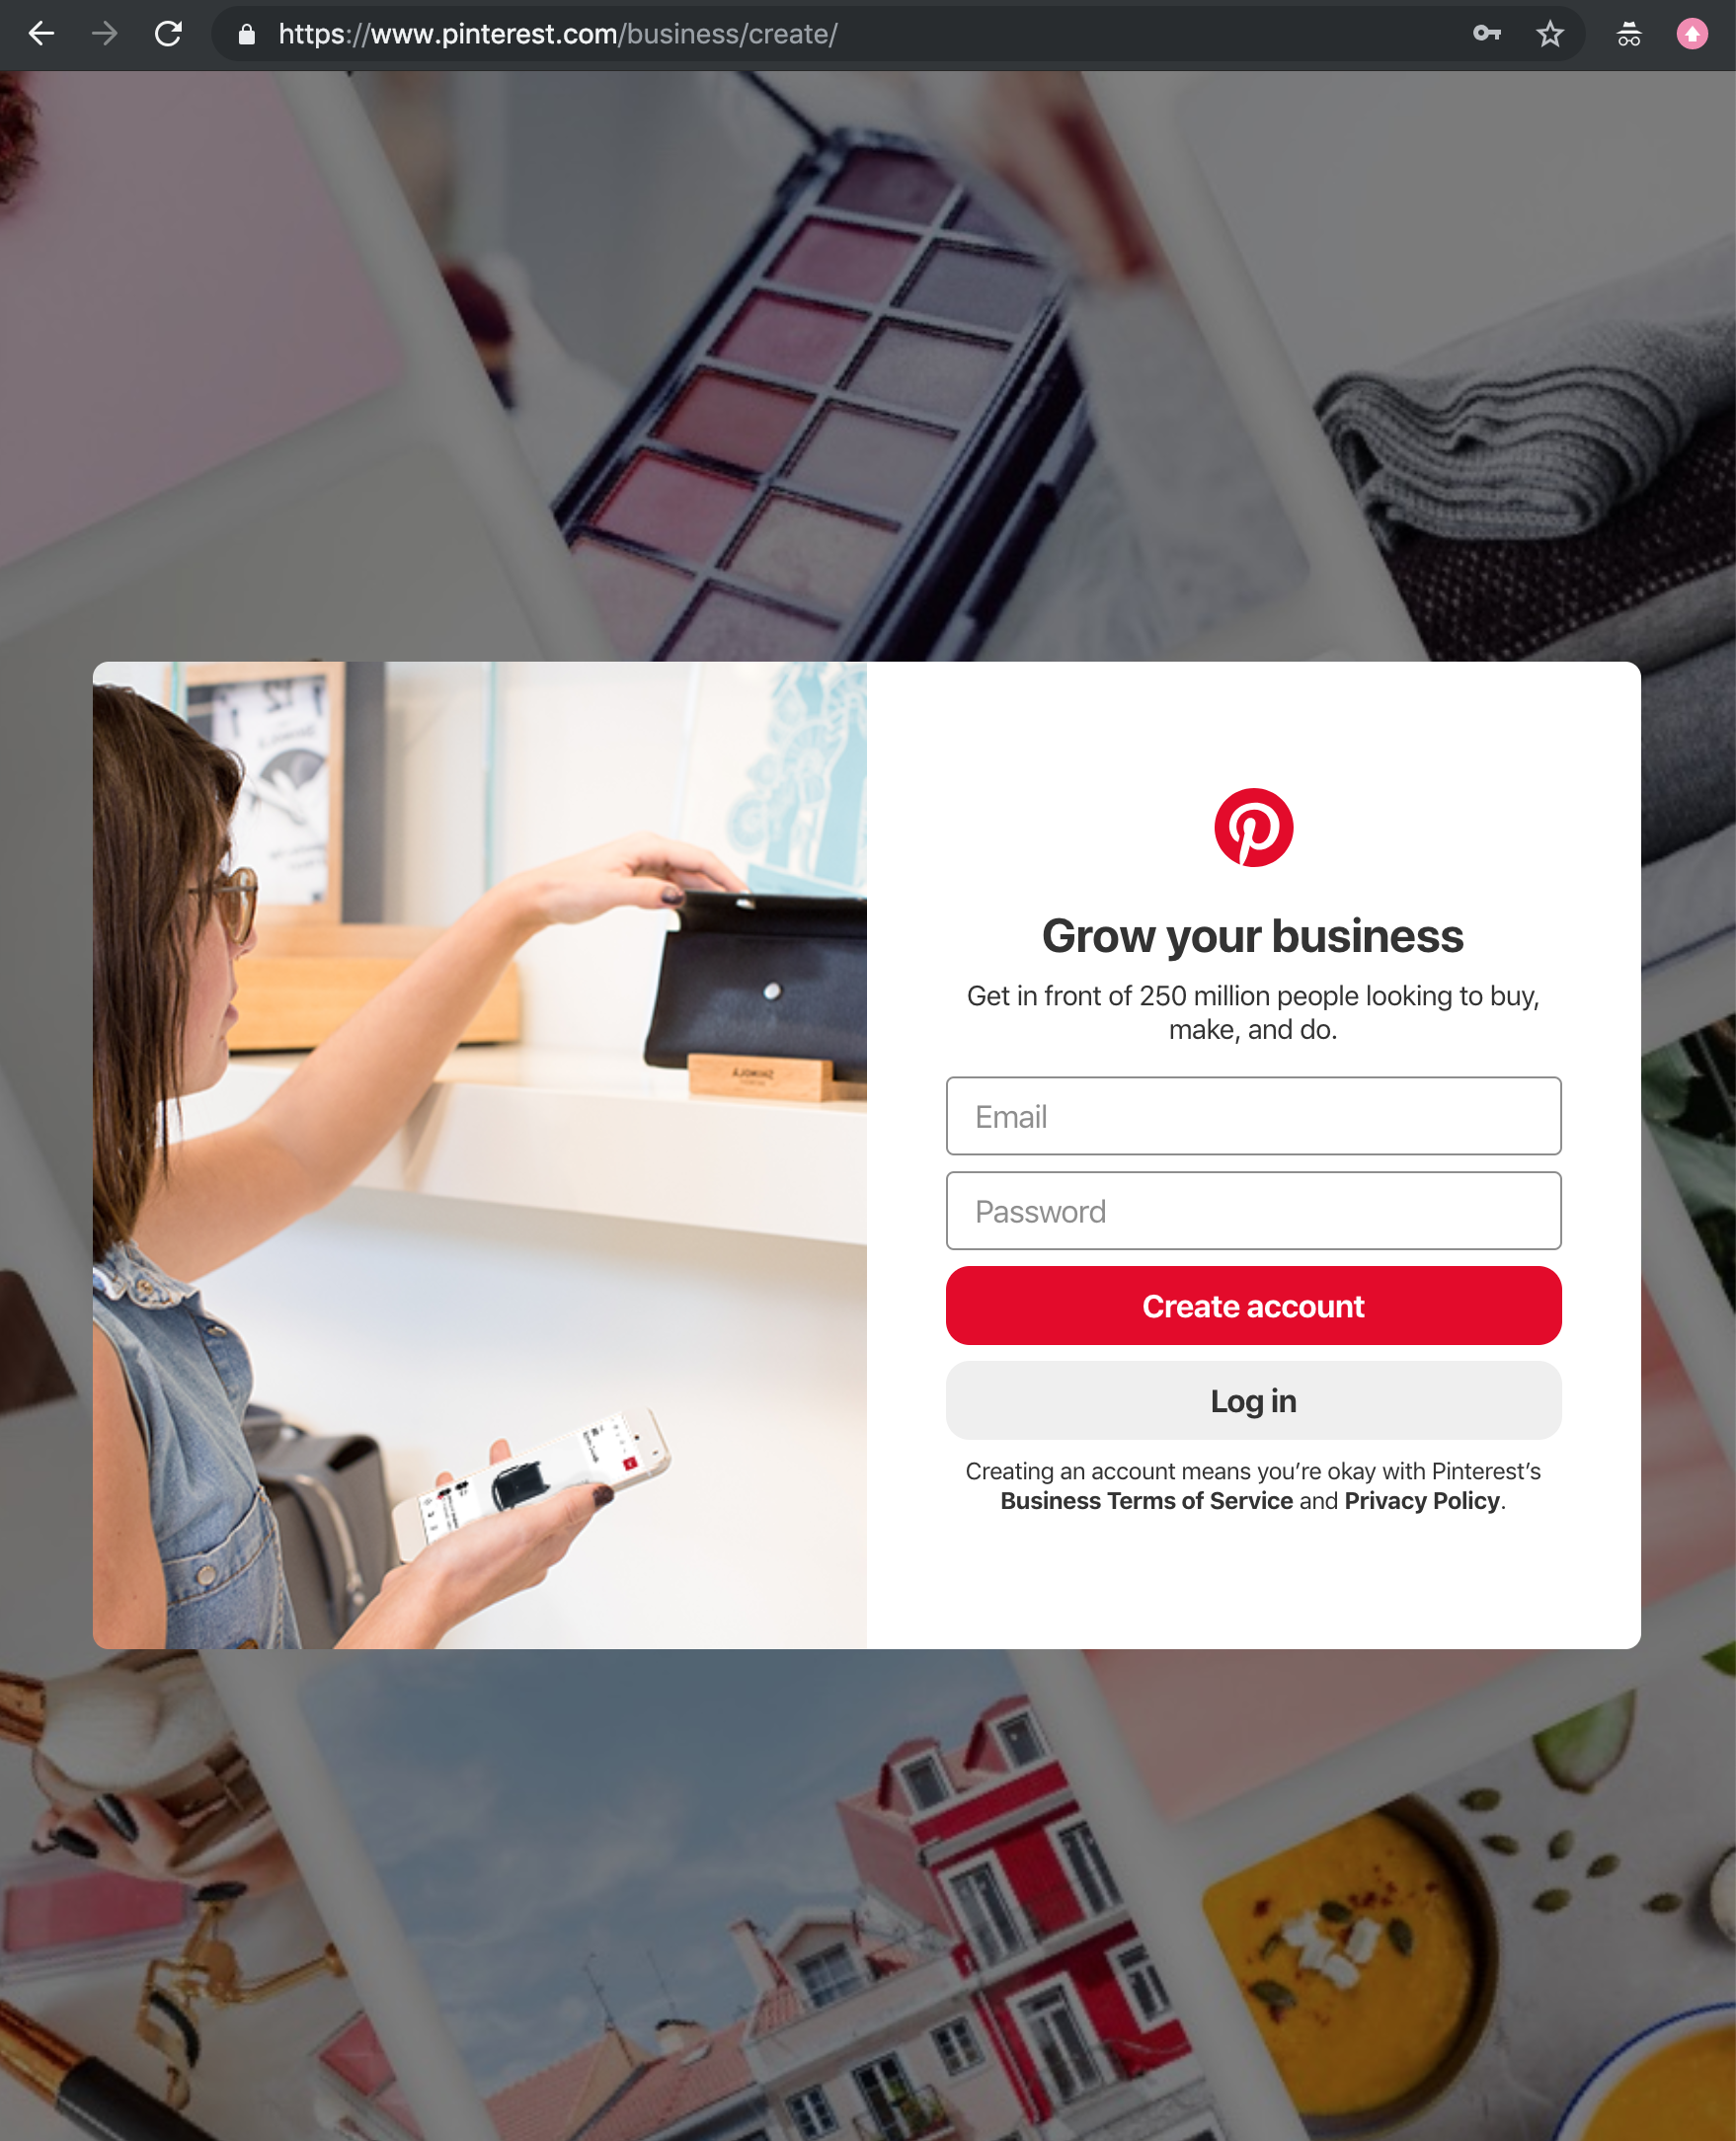 https://www.pinterest.com/business/create/
Grow your business
Get in front of 250 million people looking to buy,
make, and do.
Email
Password
Create account
Log in
Creating an account means you’re okay with Pinterest’s
Business Terms of Service and Privacy Policy.